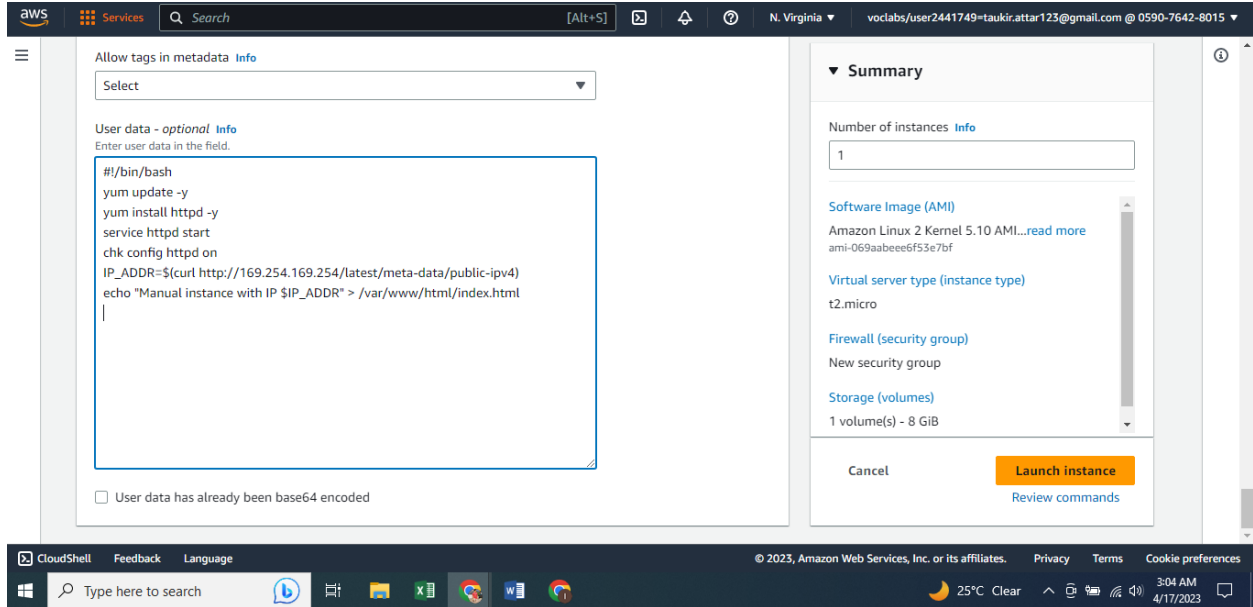 aws Services Search [Alt+S] N. Virginia voclabs/user2441749=taukir.attar123@gmail.com @ 0590-7642-8015
Allow tags in metadata Info
Select
User data - optional Info
Enter user data in the field.
#!/bin/bash
yum update -y
yum install httpd -y
service httpd start
chk config httpd on
IP_ADDR=$(curl http://169.254.169.254/latest/meta-data/public-ipv4)
echo "Manual instance with IP $IP_ADDR" > /var/www/html/index.html
User data has already been base64 encoded
Summary
Number of instances Info
1
Software Image (AMI)
Amazon Linux 2 Kernel 5.10 AMI...read more
ami-069aabeee6f53e7bf
Virtual server type (instance type)
t2.micro
Firewall (security group)
New security group
Storage (volumes)
1 volume(s) - 8 GiB
Cancel Launch instance
Review commands
CloudShell Feedback Language © 2023, Amazon Web Services, Inc. or its affiliates. Privacy Terms Cookie preferences
Type here to search 25°C Clear 3:04 AM
4/17/2023